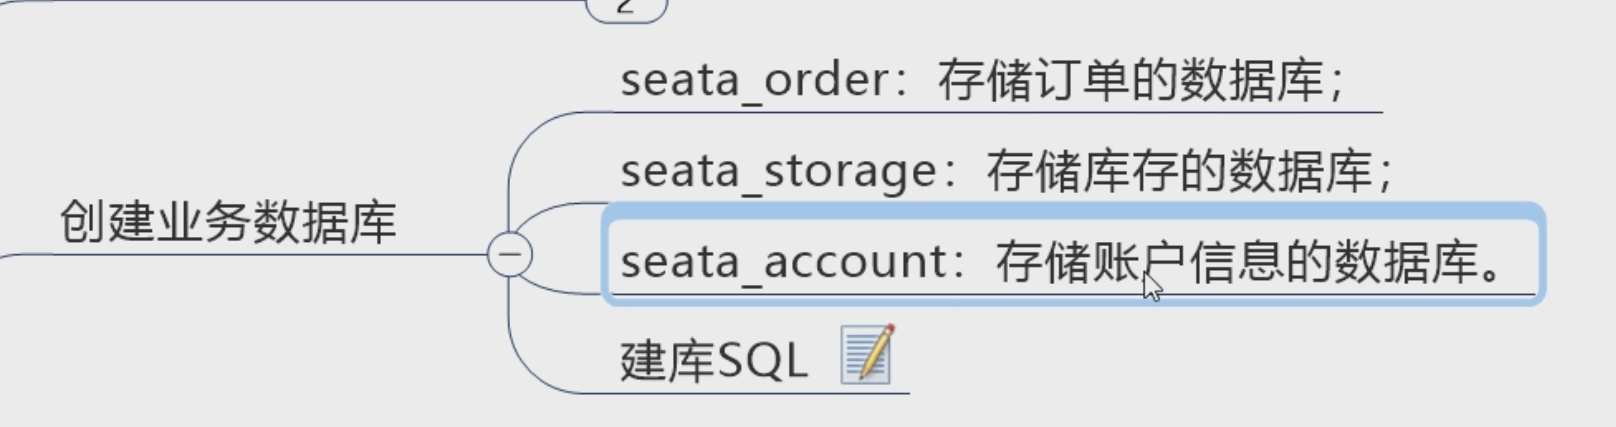 2
seata_order：存储订单的数据库；
seata_storage：存储库存的数据库；
创建业务数据库
seata_account：存储账户信息的数据库。
建库SQL